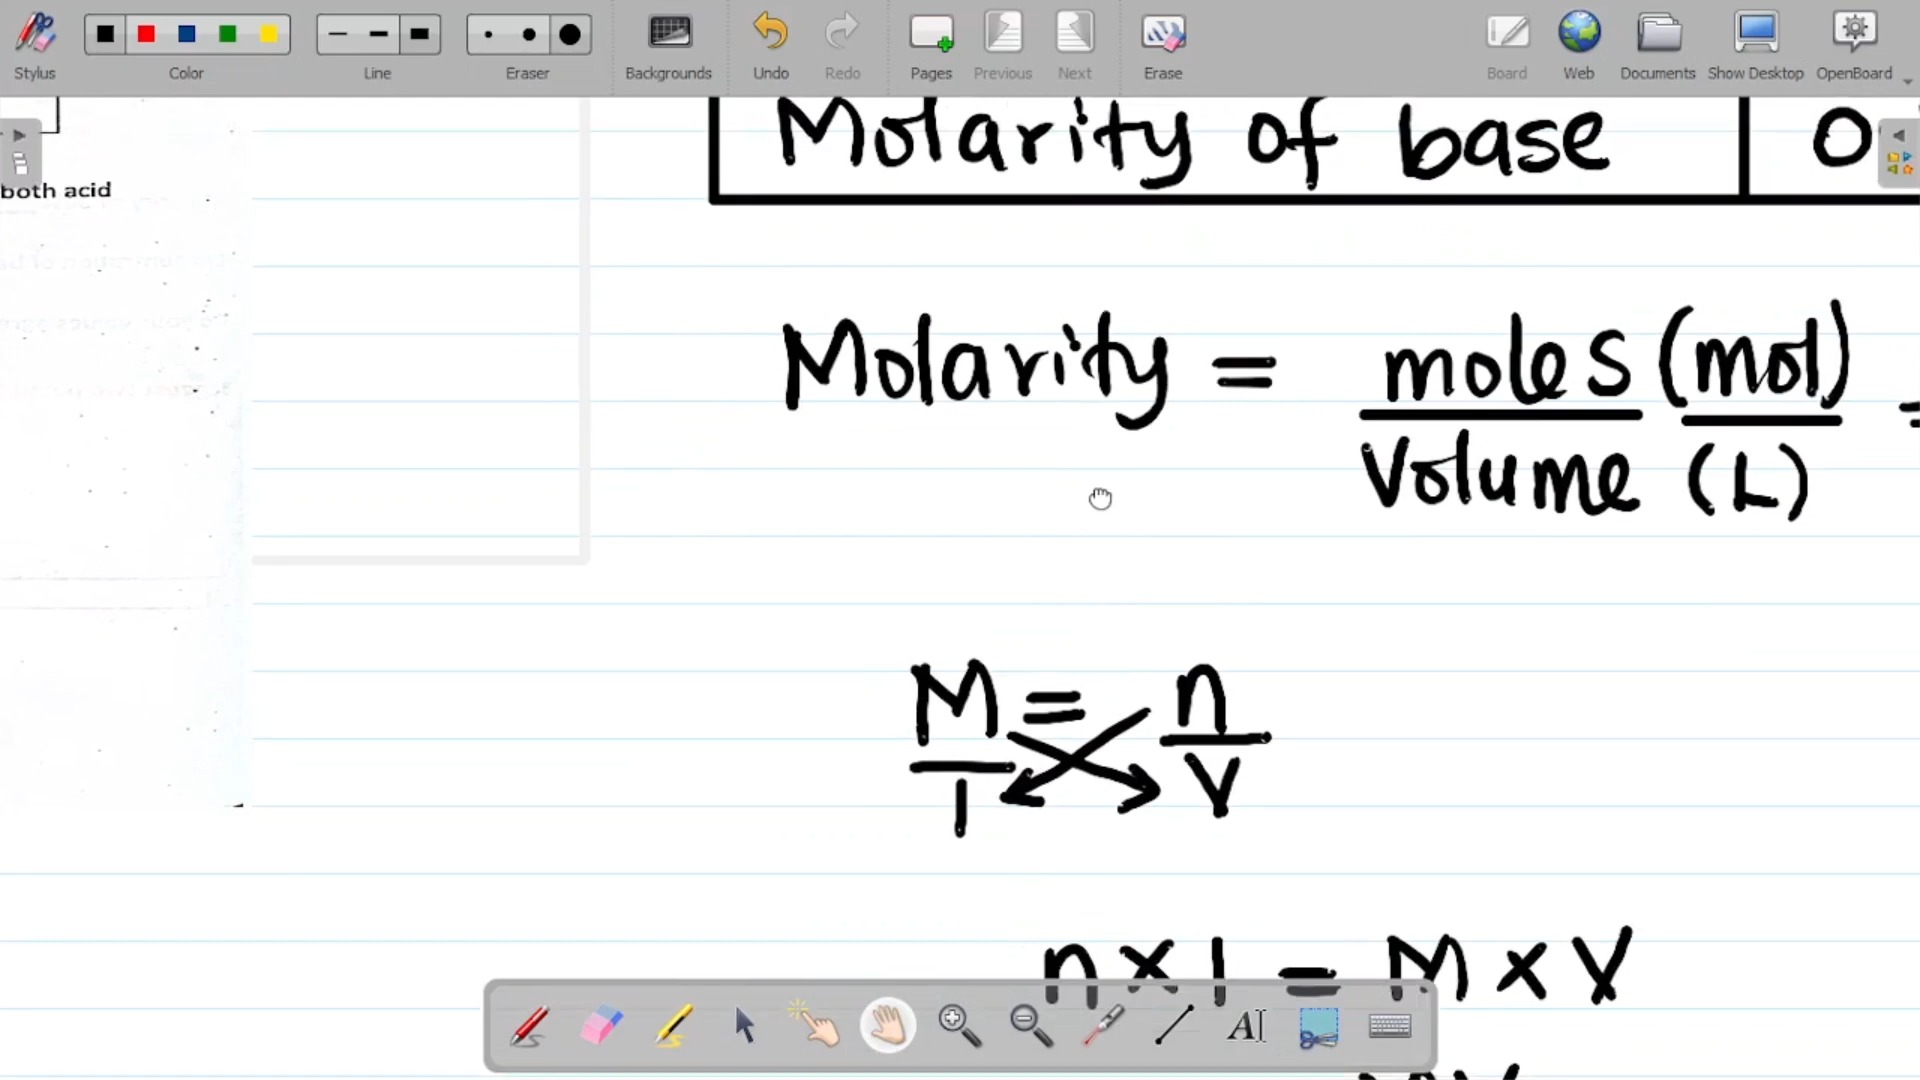 Stylus Color Line Eraser Backgrounds Undo Redo Pages Previous Next Erase Board Web Documents Show Desktop OpenBoard
Molarity of base
both acid
Molarity = moles (mol) =
Volume (L)
M = n
1 V
n x 1 = M x V